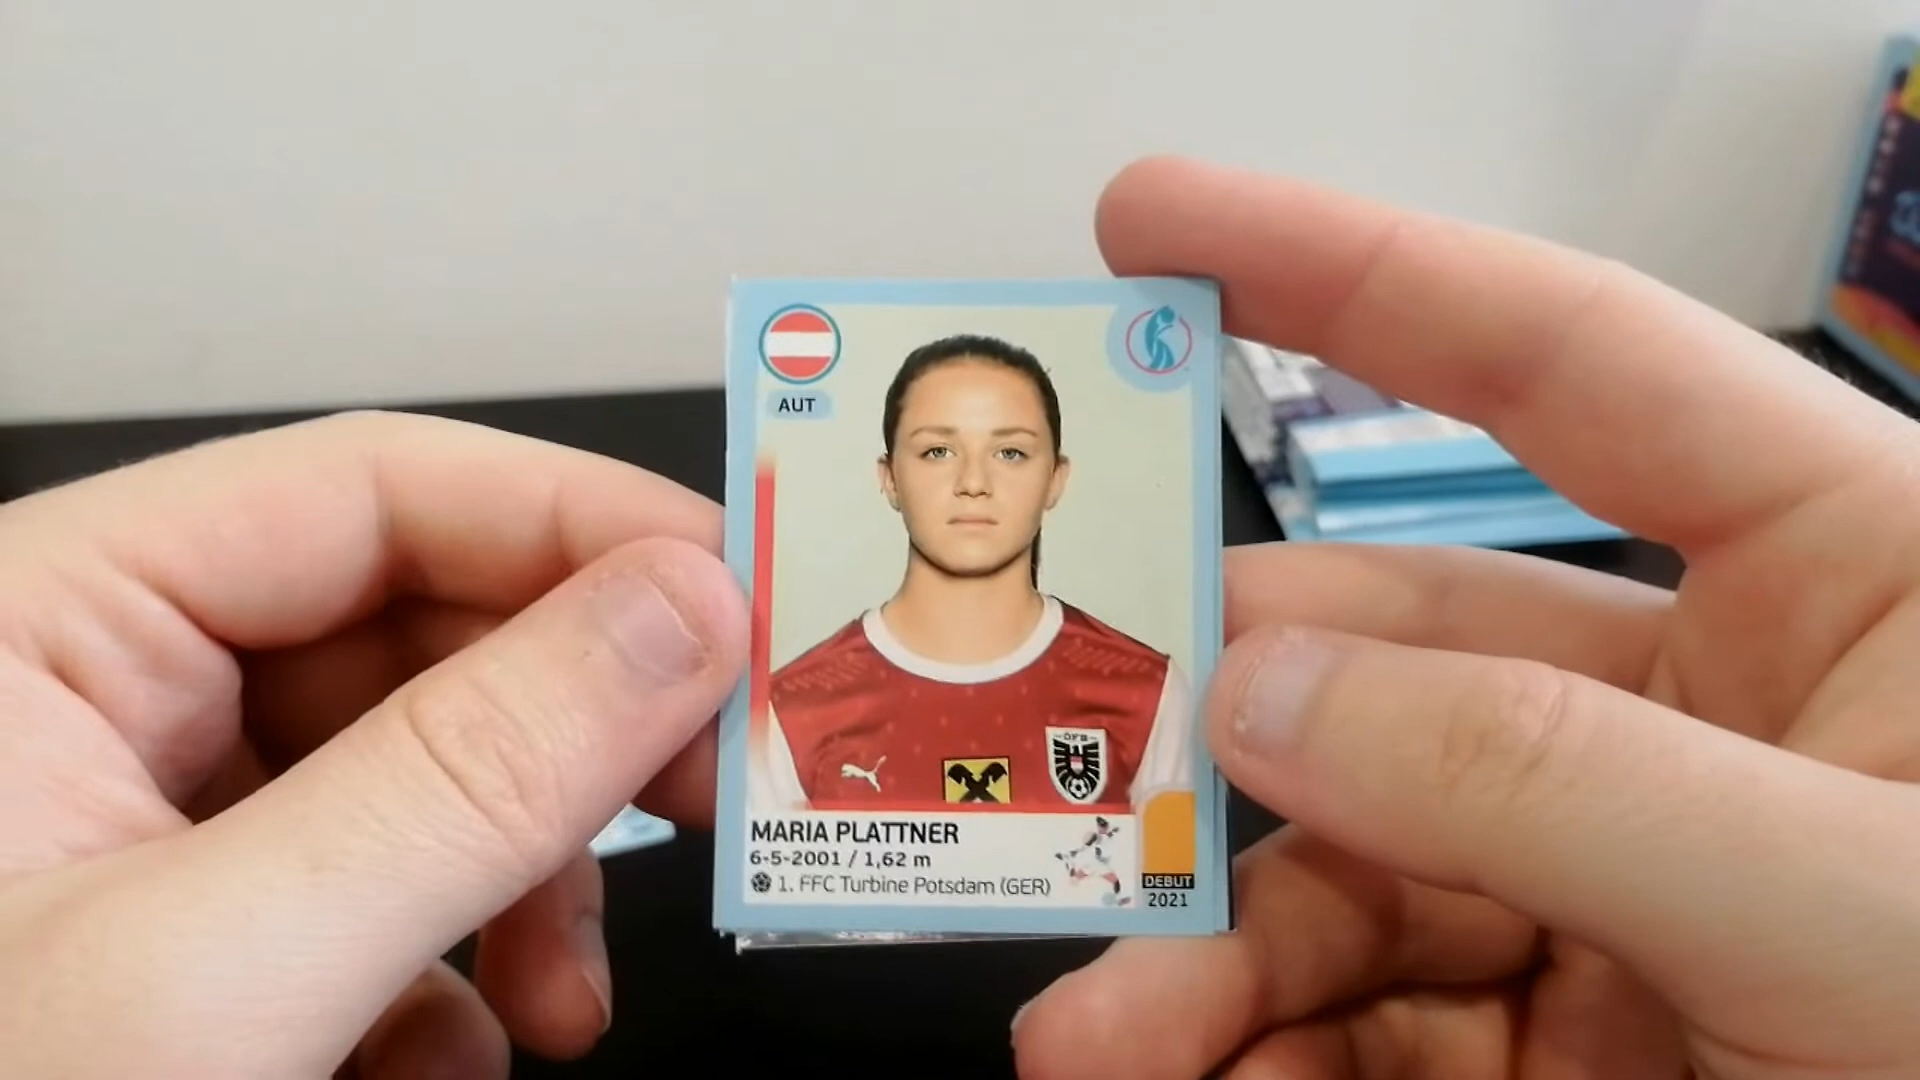 AUT
ÖFB
MARIA PLATTNER
6-5-2001 / 1,62 m
1. FFC Turbine Potsdam (GER)
DEBUT
2021